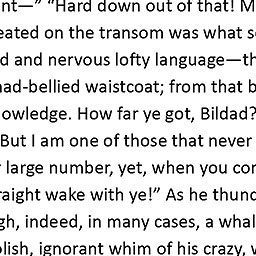 nt—” “Hard down out of that! M
eated on the transom was what s
d and nervous lofty language—th
ad-bellied waistcoat; from that b
owledge. How far ye got, Bildad?
But I am one of those that never
large number, yet, when you con
raight wake with ye!” As he thund
gh, indeed, in many cases, a whal
olish, ignorant whim of his crazy, w